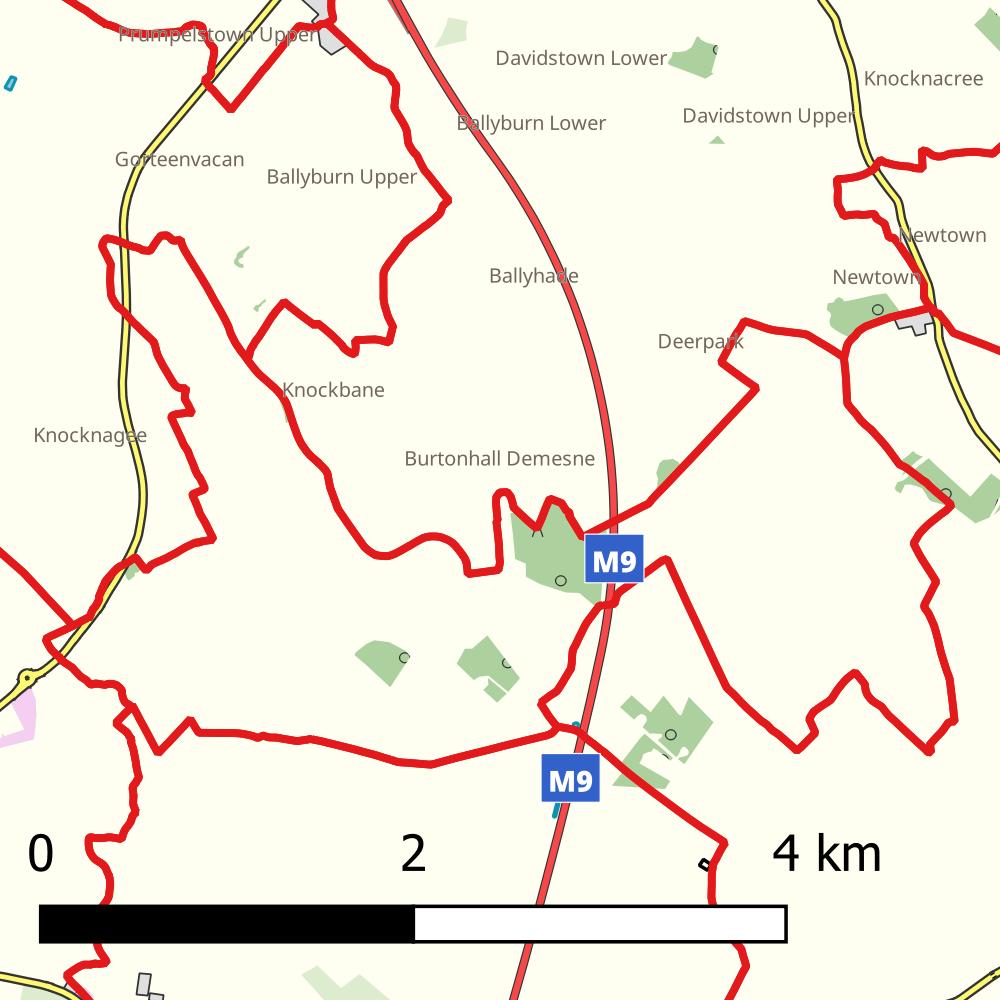 Prumpelstown Upper
Davidstown Lower
Knocknacree
Davidstown Upper
Ballyburn Lower
Gorteenvacan
Ballyburn Upper
Newtown
Ballyhade
Newtown
Deerpark
Knockbane
Knocknagee
Burtonhall Demesne
M9
M9
0 2 4 km